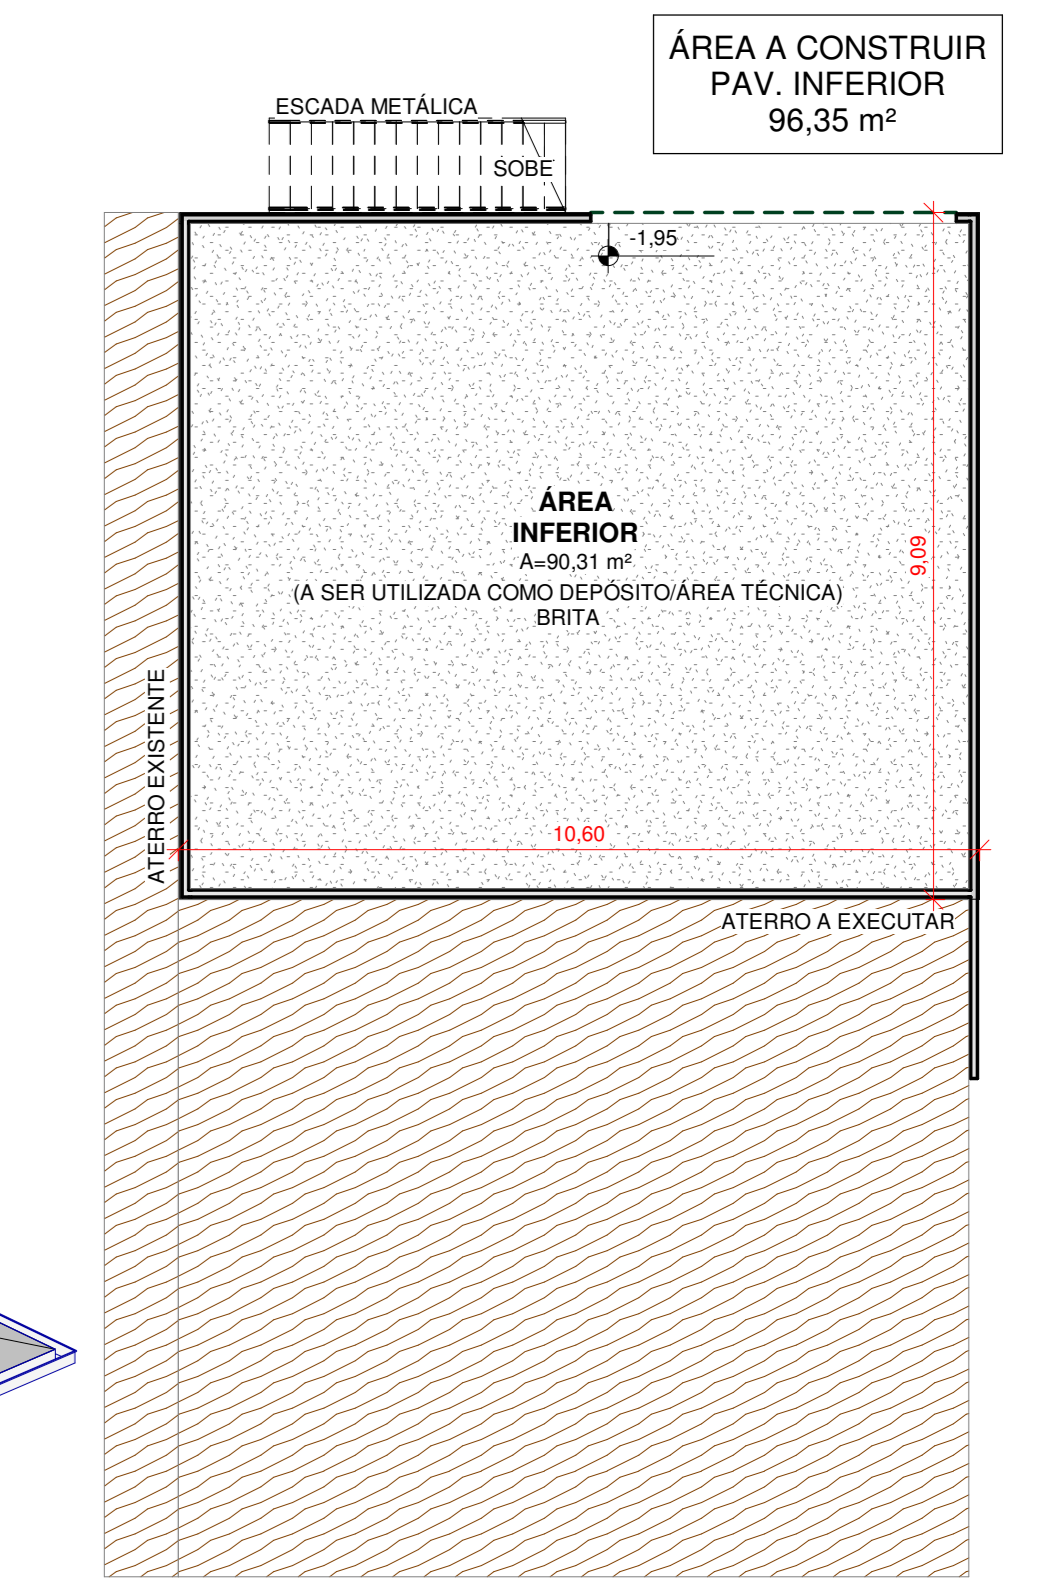 ÁREA A CONSTRUIR
PAV. INFERIOR
96,35 m²
ESCADA METÁLICA
SOBE
-1,95
ÁREA
INFERIOR
A=90,31 m²
(A SER UTILIZADA COMO DEPÓSITO/ÁREA TÉCNICA)
BRITA
9,09
ATERRO EXISTENTE
10,60
ATERRO A EXECUTAR